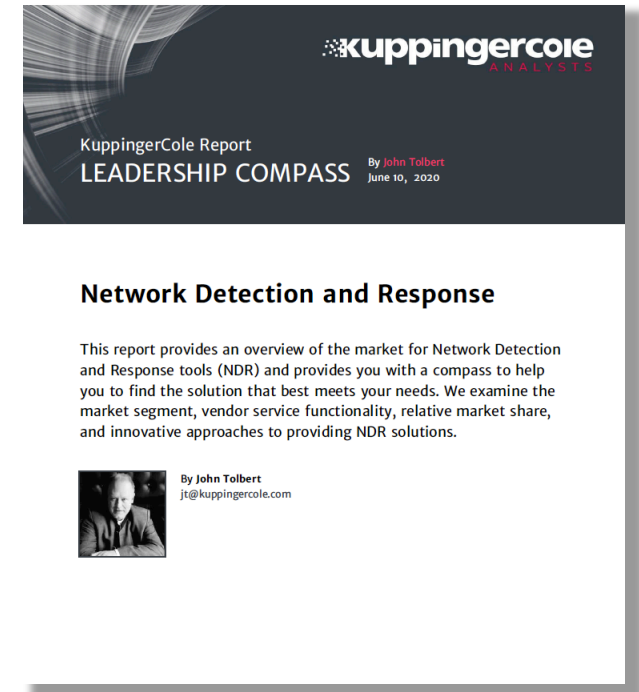 kuppingercole
ANALYSTS
KuppingerCole Report
LEADERSHIP COMPASS
By John Tolbert
June 10, 2020
Network Detection and Response
This report provides an overview of the market for Network Detection
and Response tools (NDR) and provides you with a compass to help
you to find the solution that best meets your needs. We examine the
market segment, vendor service functionality, relative market share,
and innovative approaches to providing NDR solutions.
By John Tolbert
jt@kuppingercole.com